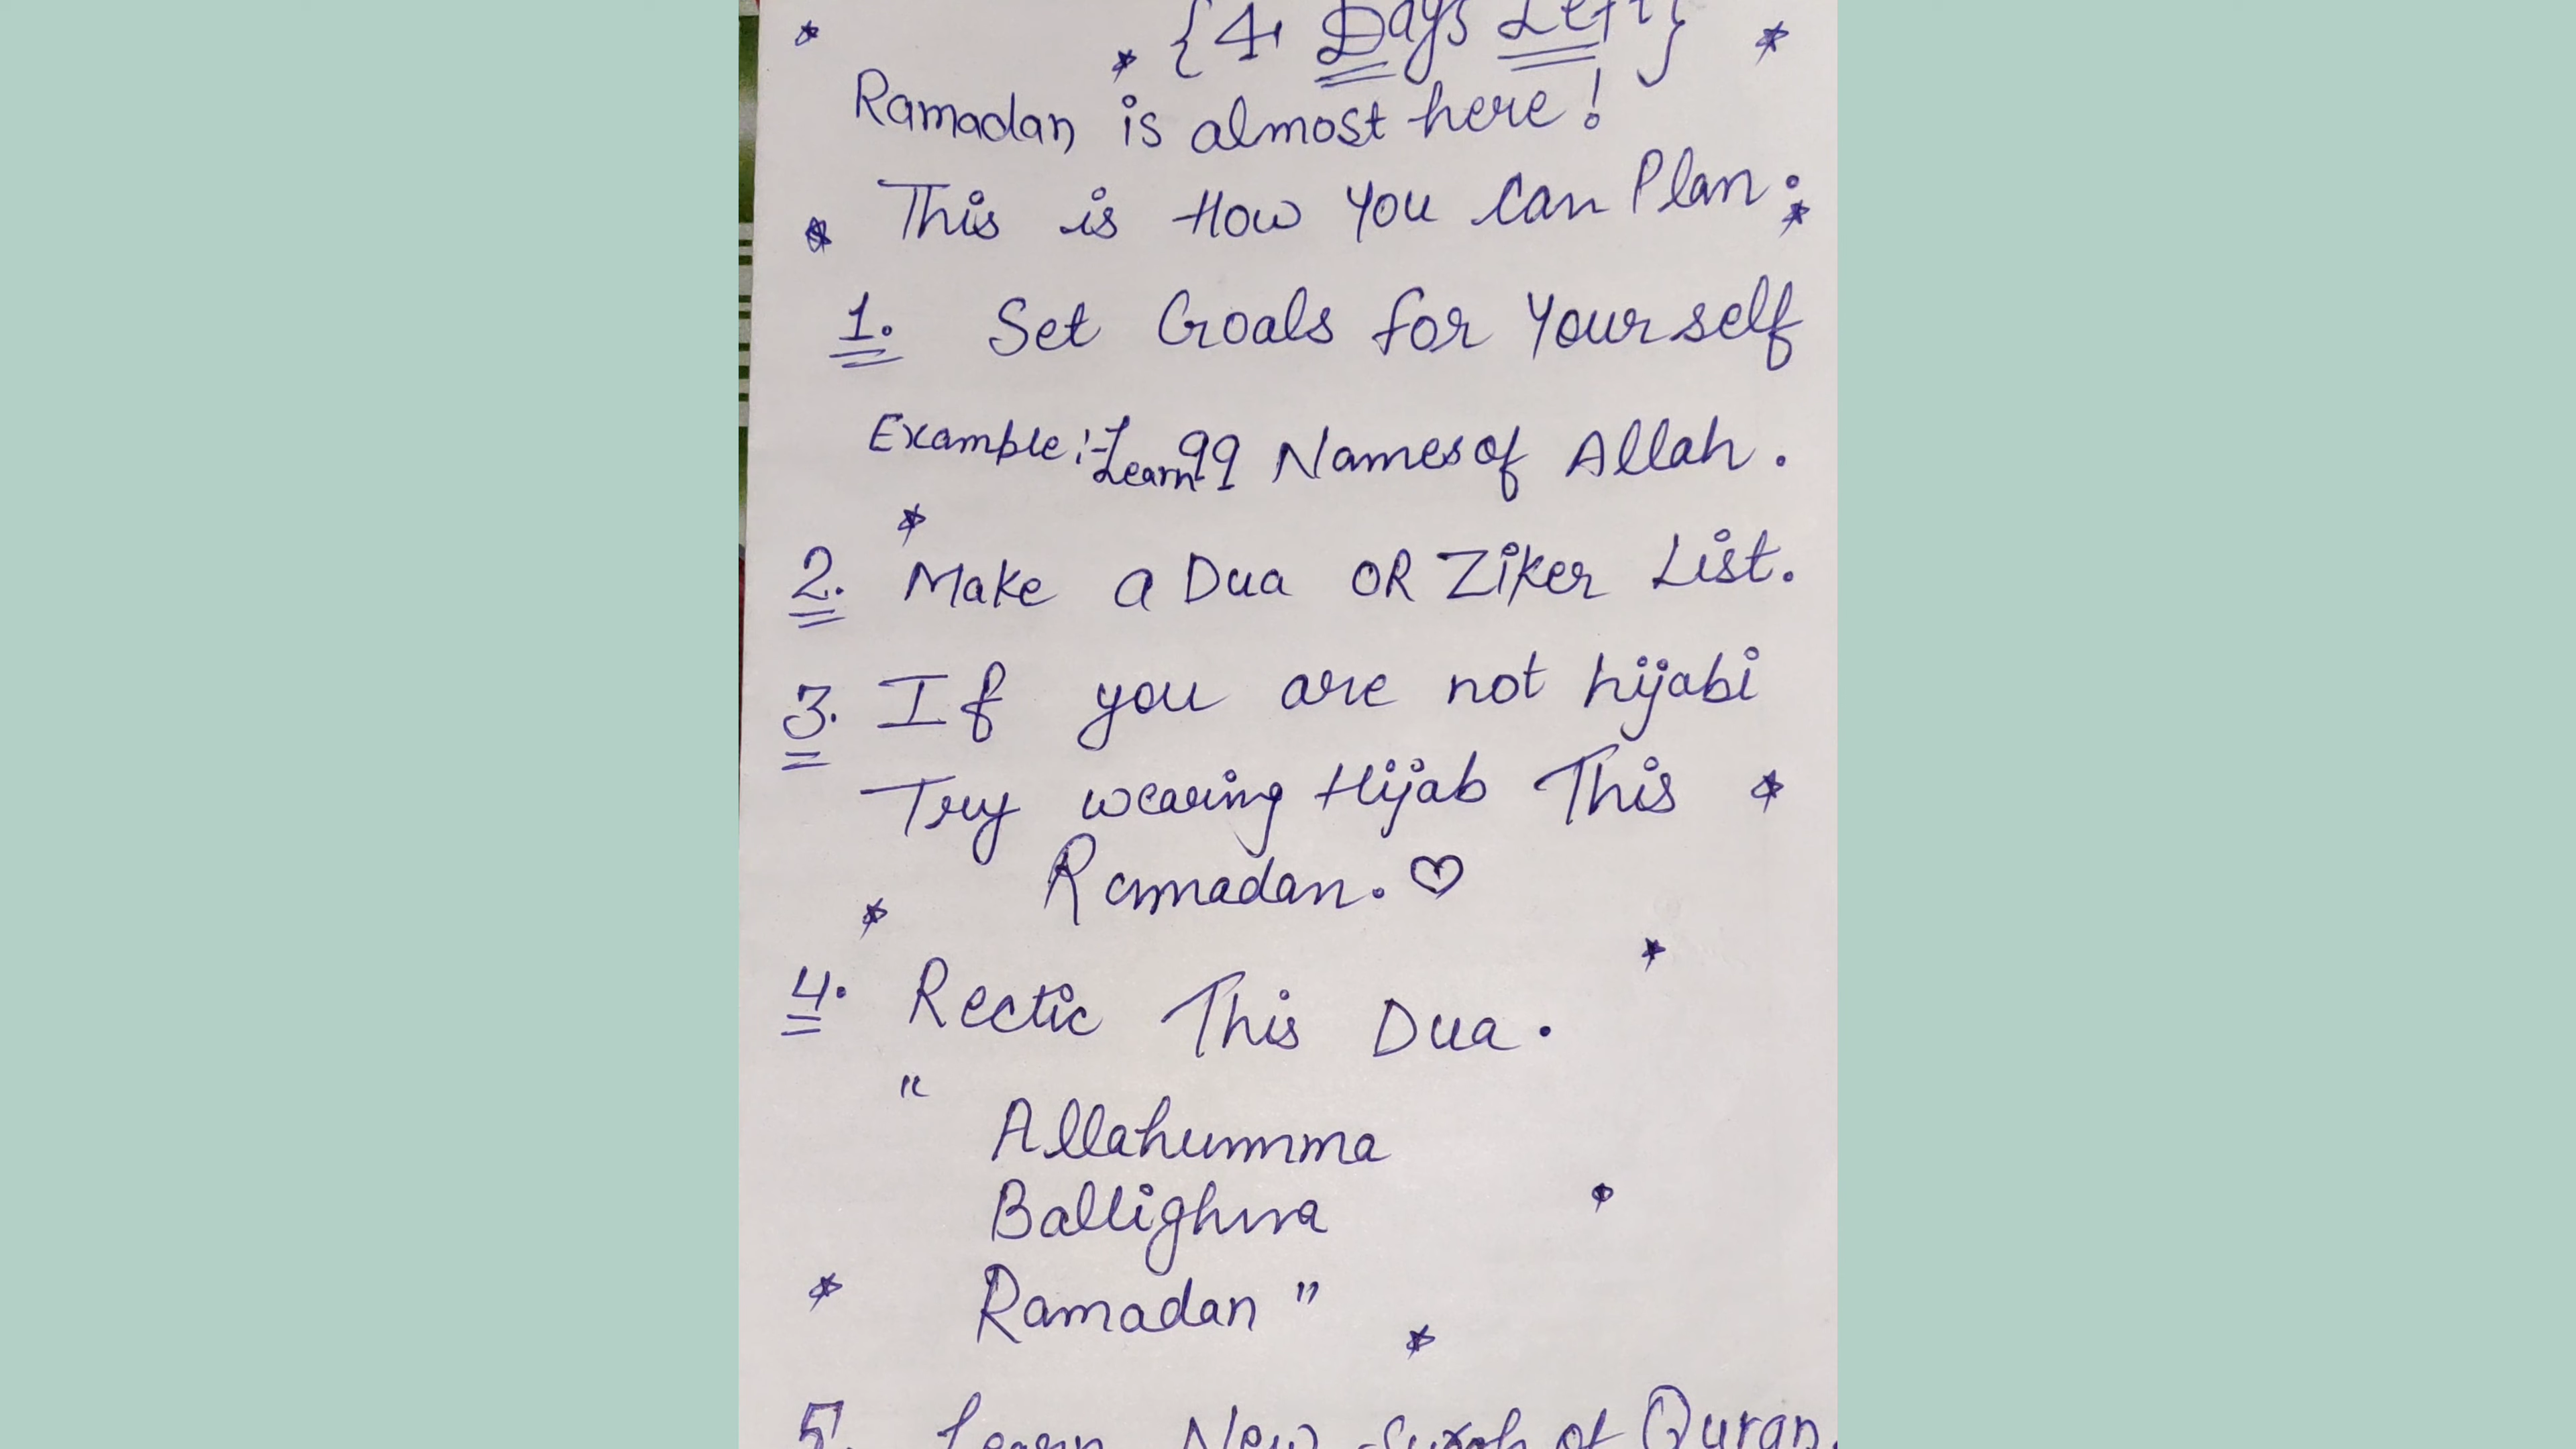 {4 Days Left}
Ramadan is almost here!
This is How You Can Plan:
1. Set Goals for Yourself
Example:- Learn 99 Names of Allah.
2. Make a Dua OR Ziker List.
3. If you are not hijabi
Try wearing Hijab This
Ramadan. ♡
4. Rectic This Dua.
"Allahumma
Ballighna
Ramadan"
5. Learn New Surah of Quran.